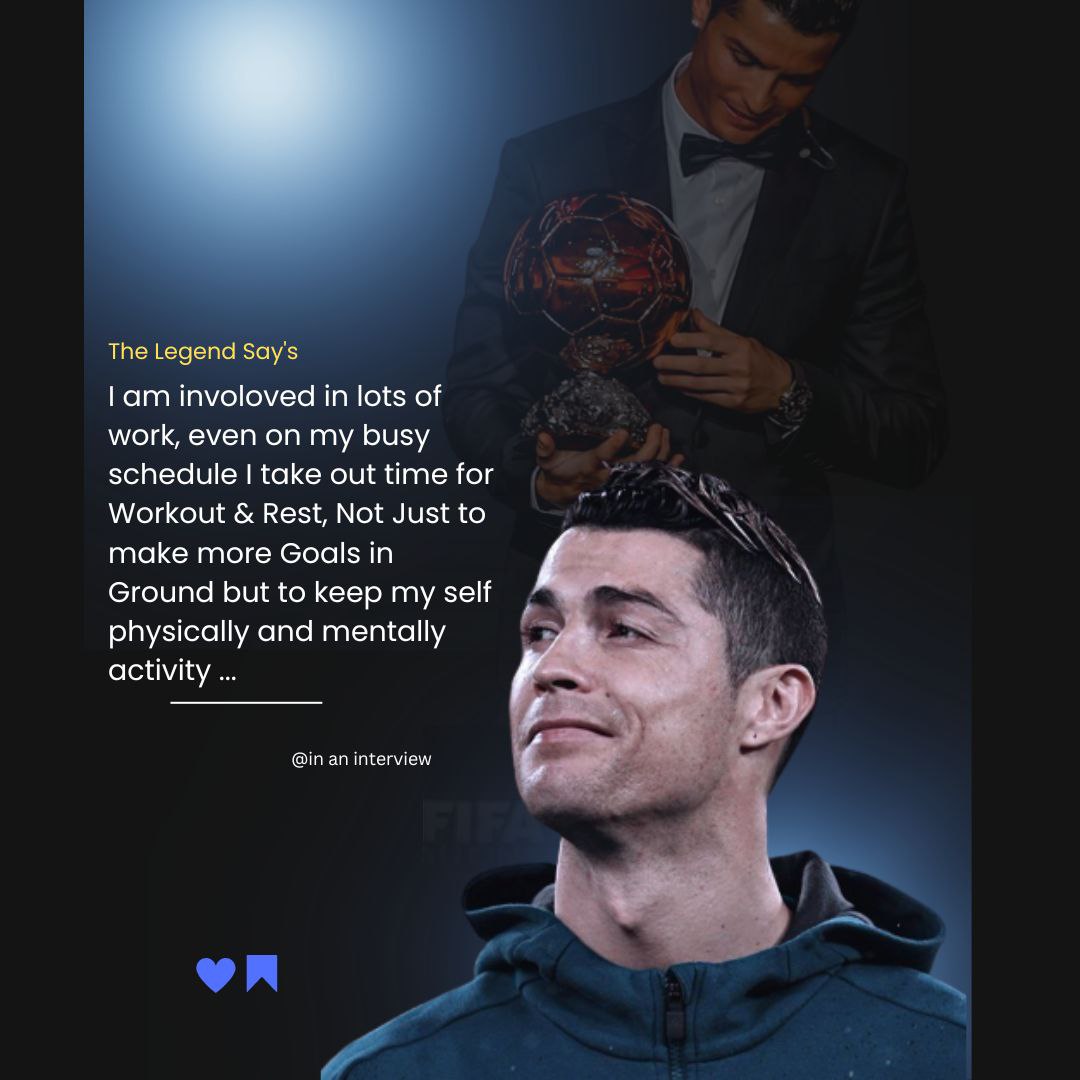 The Legend Say's
I am involoved in lots of
work, even on my busy
schedule I take out time for
Workout & Rest, Not Just to
make more Goals in
Ground but to keep my self
physically and mentally
activity ...
@in an interview
FIFA